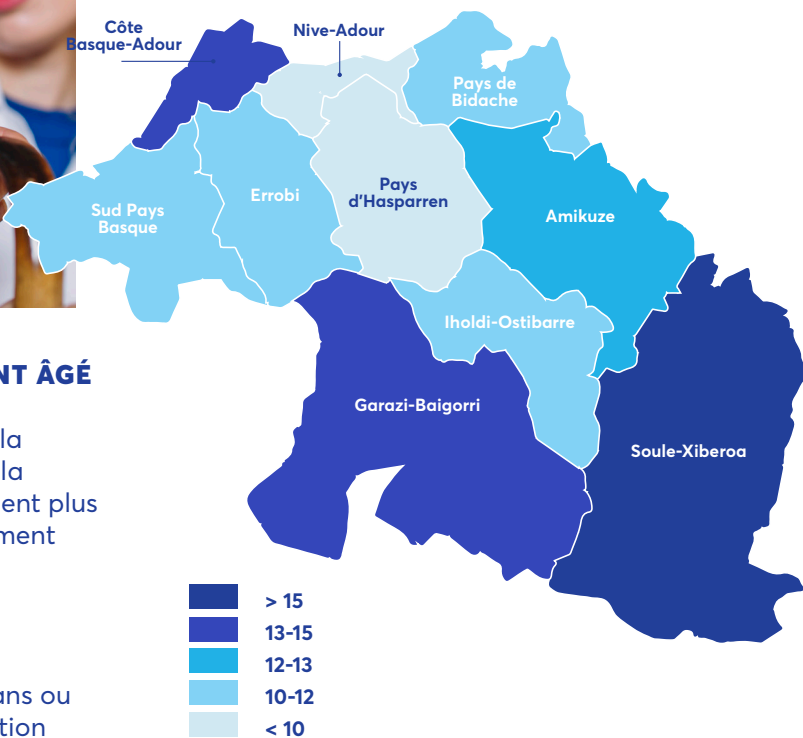 Côte
Basque-Adour
Nive-Adour
Pays de
Bidache
Pays
d'Hasparren
Errobi
Sud Pays
Basque
Amikuze
Iholdi-Ostibarre
Garazi-Baigorri
Soule-Xiberoa
NT ÂGÉ
la
la
ent plus
ment
ans ou
tion
> 15
13-15
12-13
10-12
< 10